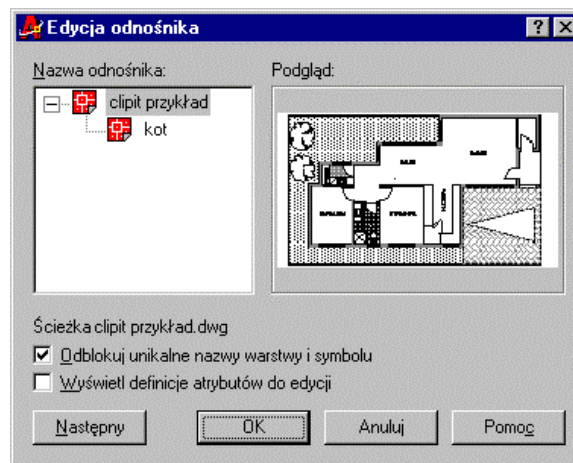 Edycja odnośnika
Nazwa odnośnika:
Podgląd:
clipit przykład
kot
Ścieżka clipit przykład.dwg
Odblokuj unikalne nazwy warstwy i symbolu
Wyświetl definicje atrybutów do edycji
Następny
OK
Anuluj
Pomoc